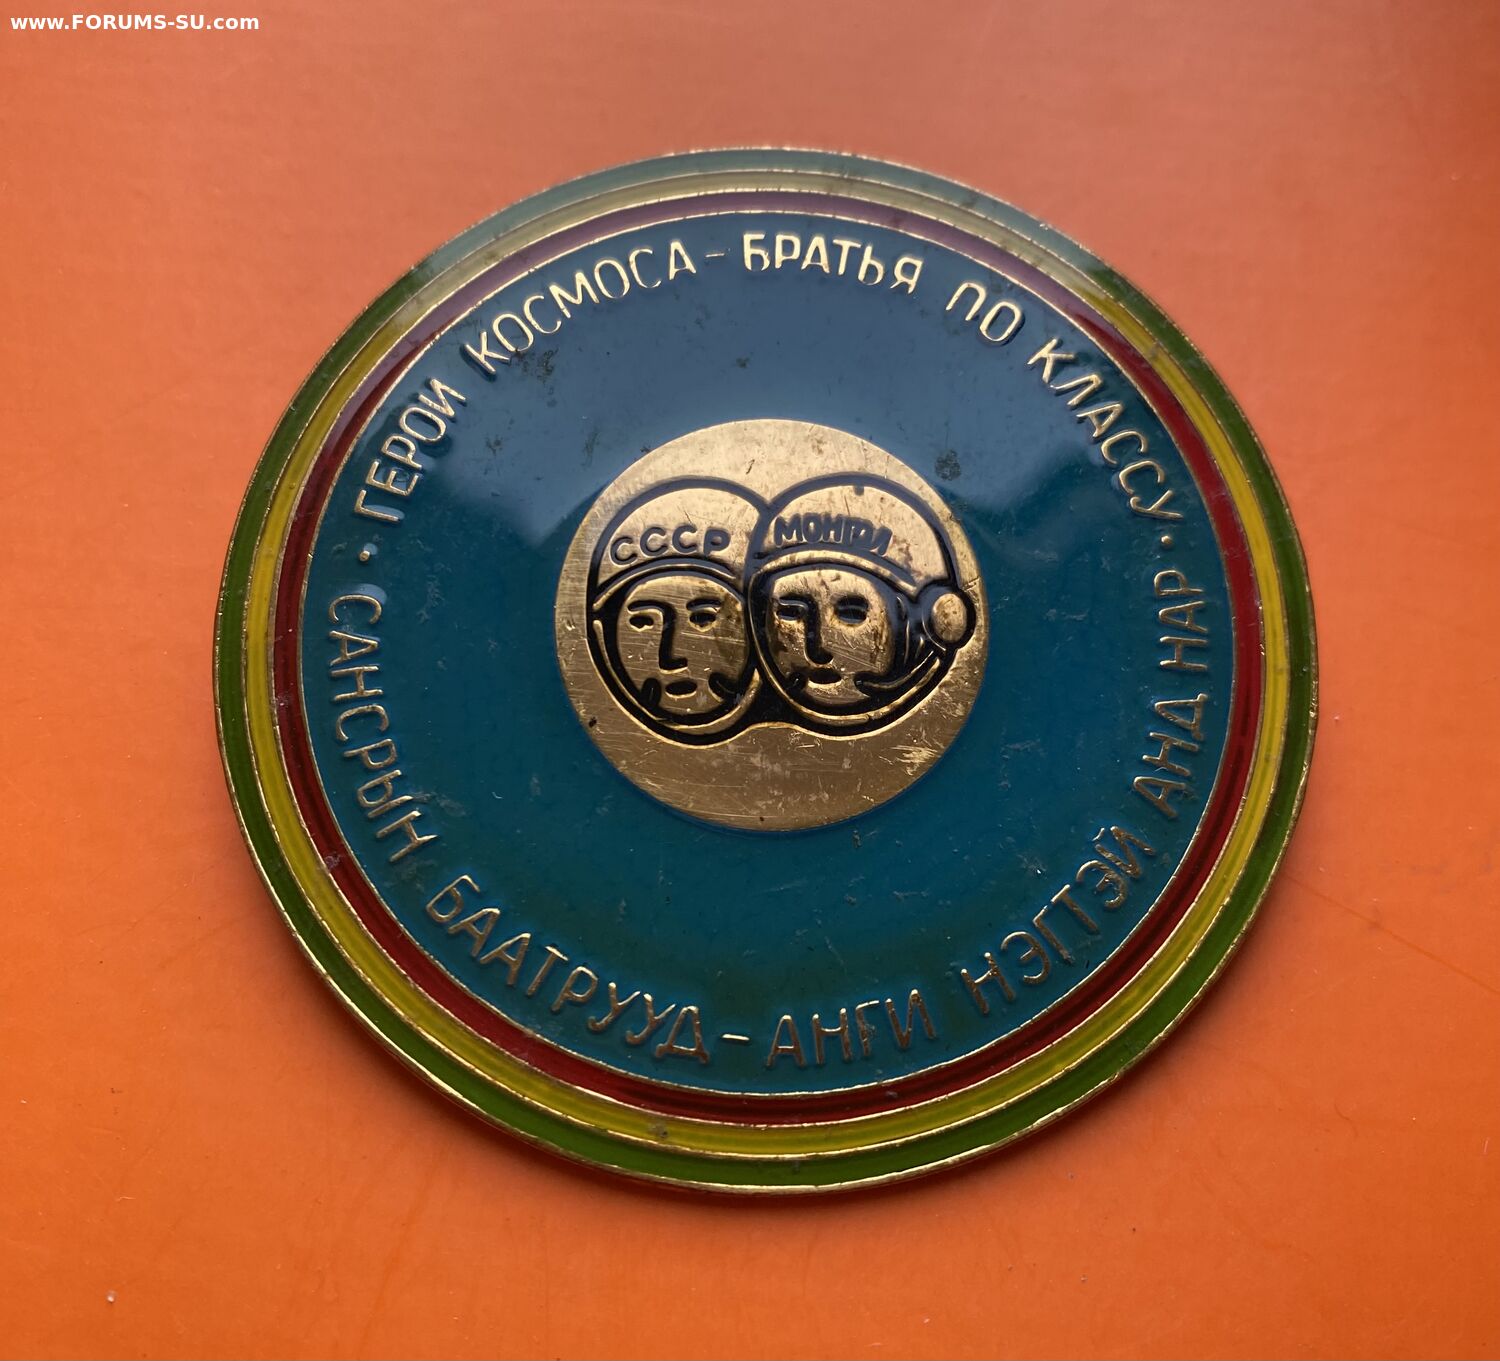 www.FORUMS-SU.com
· ГЕРОИ КОСМОСА - БРАТЬЯ ПО КЛАССУ ·
СССР
МОНГОЛ
САНСРЫН БААТРУУД - АНГИ НЭГТЭЙ АНД НАР